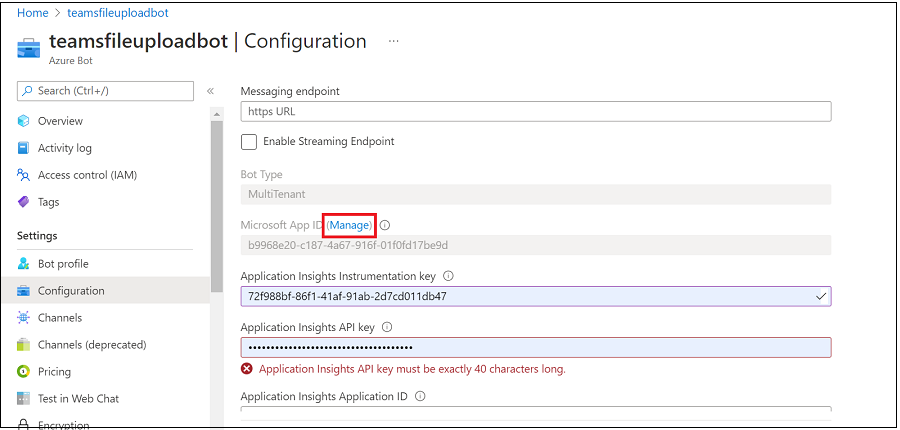 Home > teamsfileuploadbot
teamsfileuploadbot | Configuration ...
Azure Bot
Search (Ctrl+/)
«
Overview
Activity log
Access control (IAM)
Tags
Settings
Bot profile
Configuration
Channels
Channels (deprecated)
Pricing
Test in Web Chat
Encryption
Messaging endpoint
https URL
Enable Streaming Endpoint
Bot Type
MultiTenant
Microsoft App ID (Manage)
b9968e20-c187-4a67-916f-01f0fd17be9d
Application Insights Instrumentation key
72f988bf-86f1-41af-91ab-2d7cd011db47
Application Insights API key
••••••••••••••••••••••••••••••••••••
Application Insights API key must be exactly 40 characters long.
Application Insights Application ID